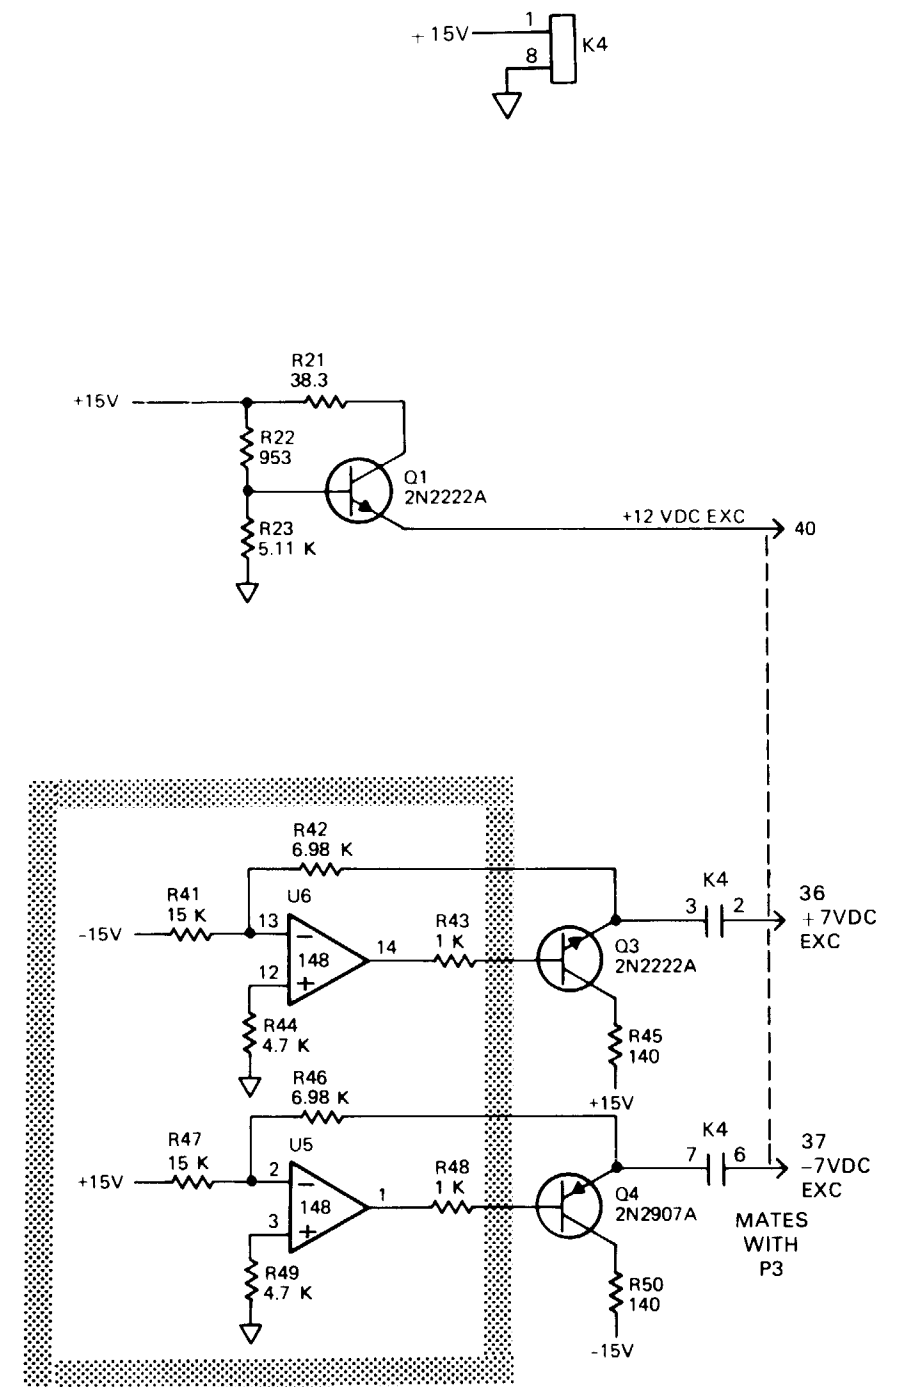 1
+ 15V
K4
8
R21
38.3
+15V
R22
953
Q1
2N2222A
+12 VDC EXC
40
R23
5.11 K
R42
6.98 K
R41
15 K
U6
K4
36
+7VDC
EXC
3
2
-15V
13
148
14
R43
1 K
Q3
2N2222A
12
R44
4.7 K
R45
140
+15V
R46
6.98 K
R47
15 K
U5
K4
37
-7VDC
EXC
7
6
+15V
2
148
1
R48
1 K
Q4
2N2907A
3
R49
4.7 K
R50
140
-15V
MATES
WITH
P3